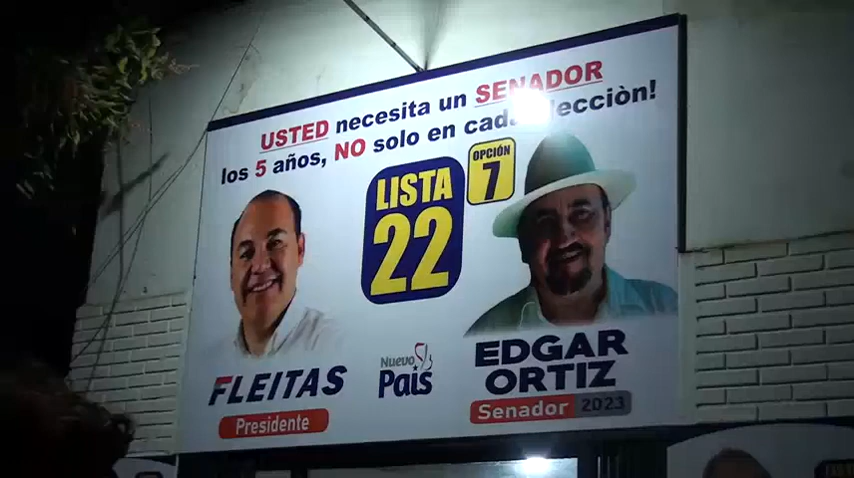 USTED necesita un SENADOR
los 5 años, NO solo en cada elecciòn!
LISTA
22
OPCIÓN
7
FLEITAS
Presidente
Nuevo
País
EDGAR
ORTIZ
Senador 2023